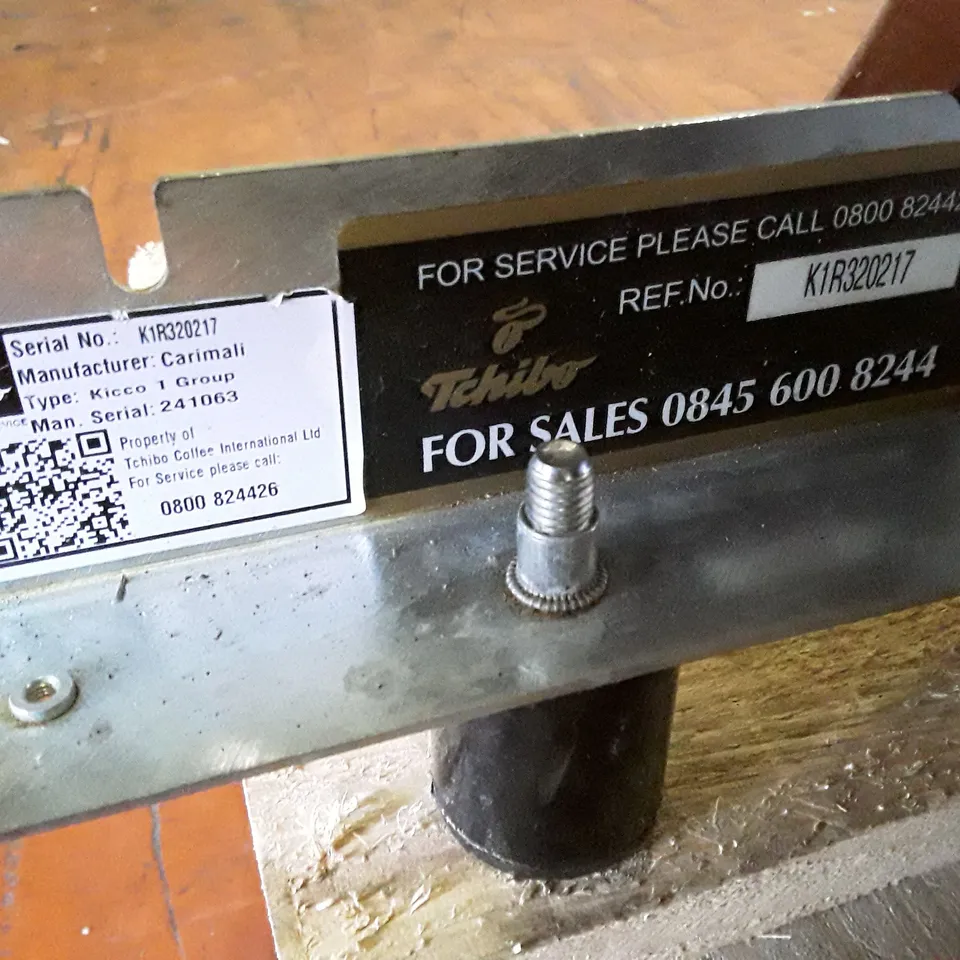 Serial No.: K1R320217
Manufacturer: Carimali
Type: Kicco 1 Group
Man. Serial: 241063
Property of
Tchibo Coffee International Ltd
For Service please call:
0800 824426
FOR SERVICE PLEASE CALL 0800 82442
REF.No.: K1R320217
Tchibo
FOR SALES 0845 600 8244